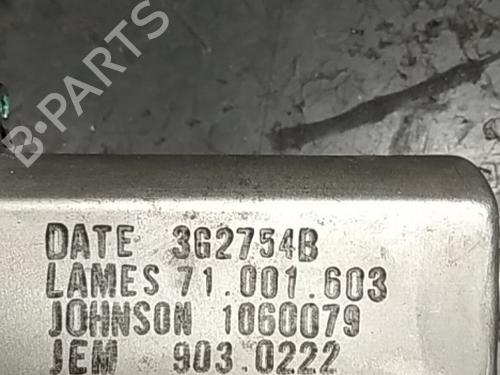 B-PARTS
DATE 3G2754B
LAMES 71.001.603
JOHNSON 1060079
JEM 903.0222